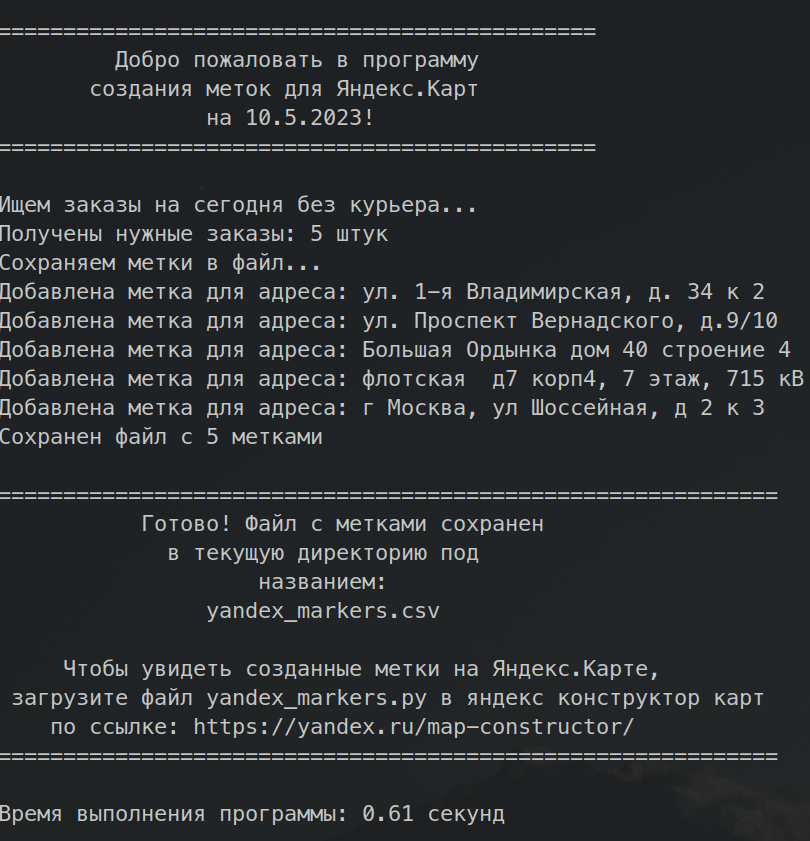 ==============================================
Добро пожаловать в программу
создания меток для Яндекс.Карт
на 10.5.2023!
==============================================
Ищем заказы на сегодня без курьера...
Получены нужные заказы: 5 штук
Сохраняем метки в файл...
Добавлена метка для адреса: ул. 1-я Владимирская, д. 34 к 2
Добавлена метка для адреса: ул. Проспект Вернадского, д.9/10
Добавлена метка для адреса: Большая Ордынка дом 40 строение 4
Добавлена метка для адреса: флотская  д7 корп4, 7 этаж, 715 кВ
Добавлена метка для адреса: г Москва, ул Шоссейная, д 2 к 3
Сохранен файл с 5 метками
============================================================
Готово! Файл с метками сохранен
в текущую директорию под
названием:
yandex_markers.csv
Чтобы увидеть созданные метки на Яндекс.Карте,
загрузите файл yandex_markers.py в яндекс конструктор карт
по ссылке: https://yandex.ru/map-constructor/
============================================================
Время выполнения программы: 0.61 секунд